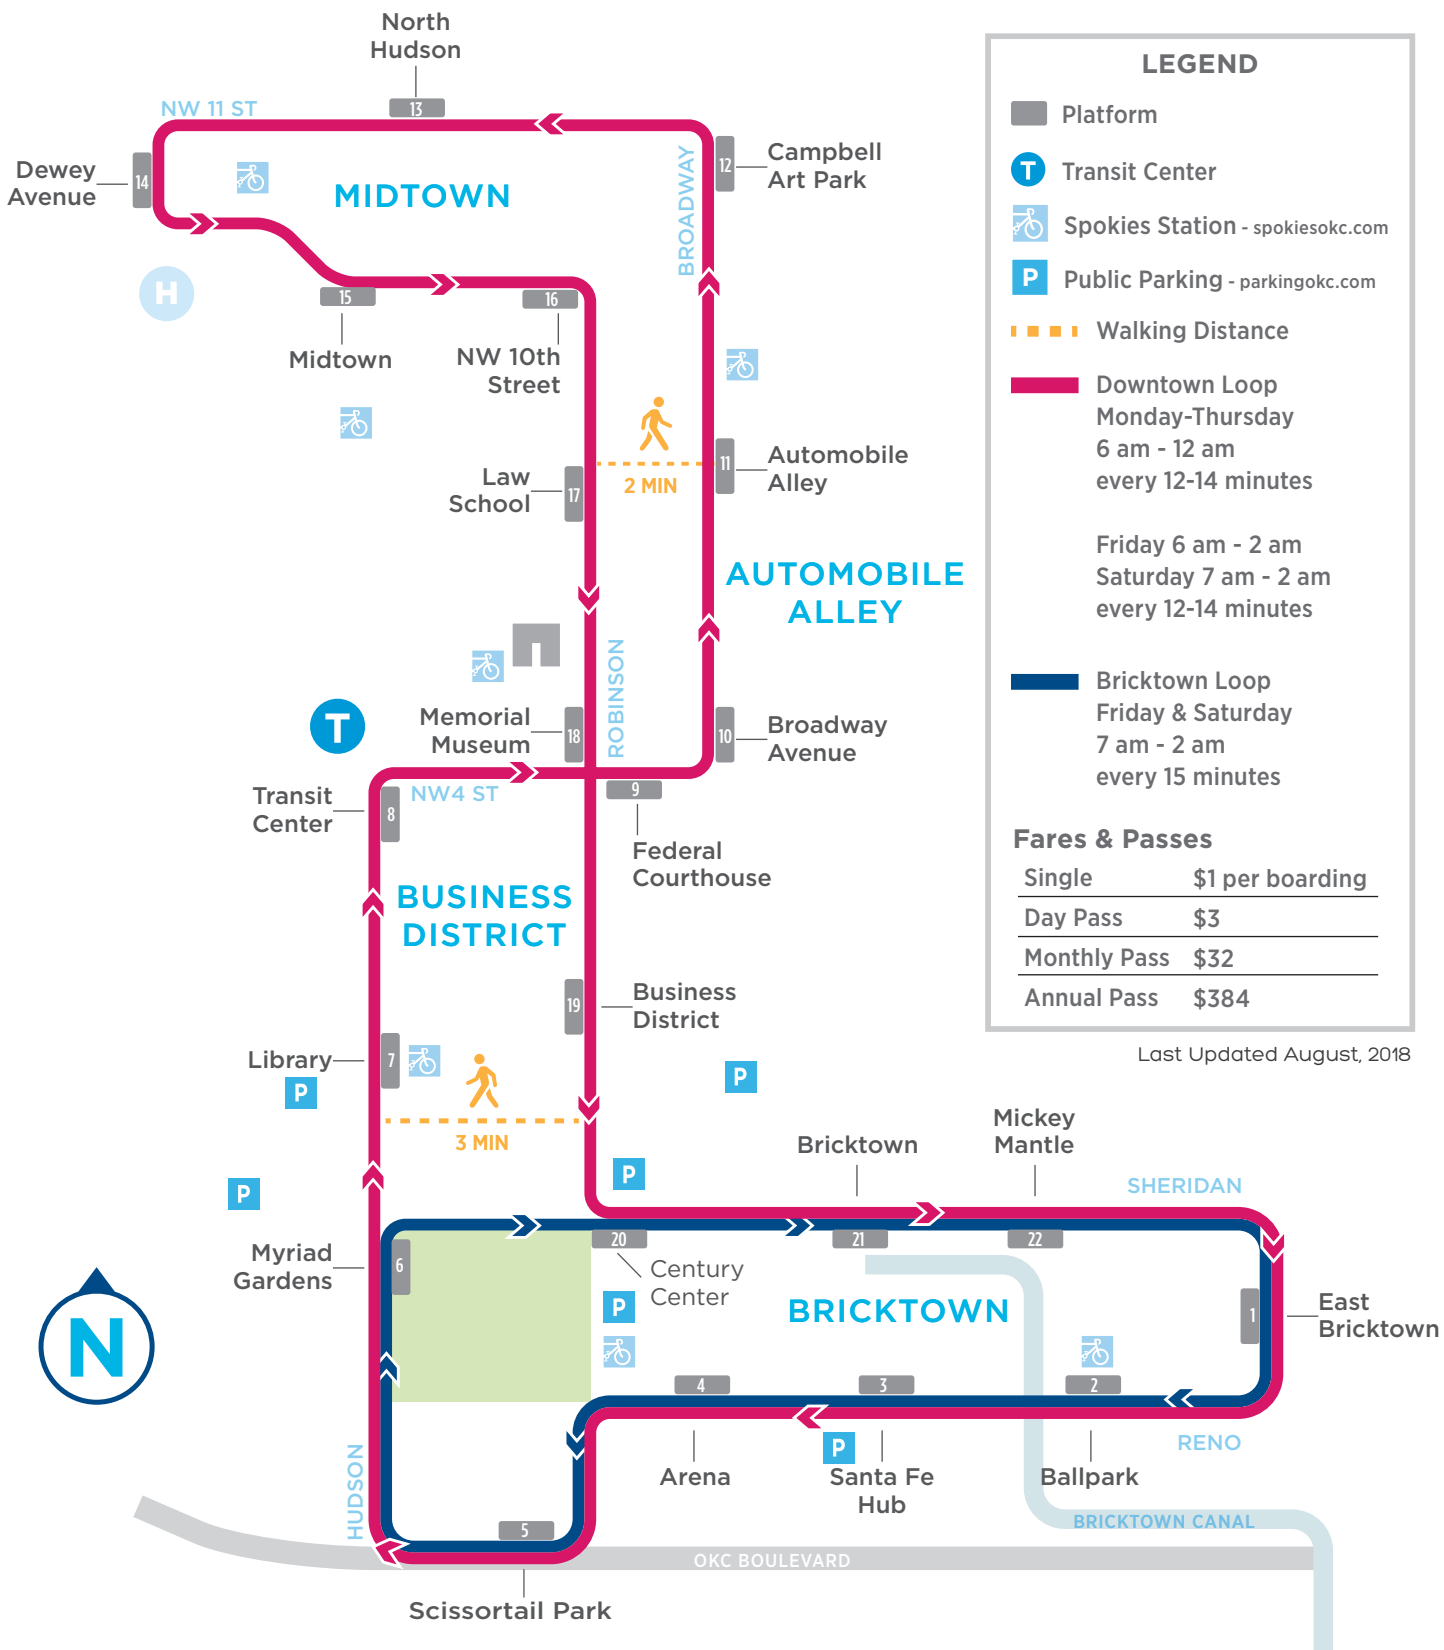 North
Hudson
13
NW 11 ST
Dewey
Avenue
14
MIDTOWN
BROADWAY
12
Campbell
Art Park
H
15
16
Midtown
NW 10th
Street
Law
School
17
2 MIN
11
Automobile
Alley
AUTOMOBILE
ALLEY
ROBINSON
T
Memorial
Museum
18
10
Broadway
Avenue
Transit
Center
8
NW4 ST
9
Federal
Courthouse
BUSINESS
DISTRICT
19
Business
District
Library
7
P
P
3 MIN
P
P
Bricktown
Mickey
Mantle
SHERIDAN
Myriad
Gardens
6
20
21
22
Century
Center
P
BRICKTOWN
1
East
Bricktown
N
4
3
2
HUDSON
Arena
P
Santa Fe
Hub
Ballpark
RENO
5
BRICKTOWN CANAL
OKC BOULEVARD
Scissortail Park
LEGEND
Platform
T Transit Center
Spokies Station - spokiesokc.com
P Public Parking - parkingokc.com
Walking Distance
Downtown Loop
Monday-Thursday
6 am - 12 am
every 12-14 minutes
Friday 6 am - 2 am
Saturday 7 am - 2 am
every 12-14 minutes
Bricktown Loop
Friday & Saturday
7 am - 2 am
every 15 minutes
Fares & Passes
Single $1 per boarding
Day Pass $3
Monthly Pass $32
Annual Pass $384
Last Updated August, 2018